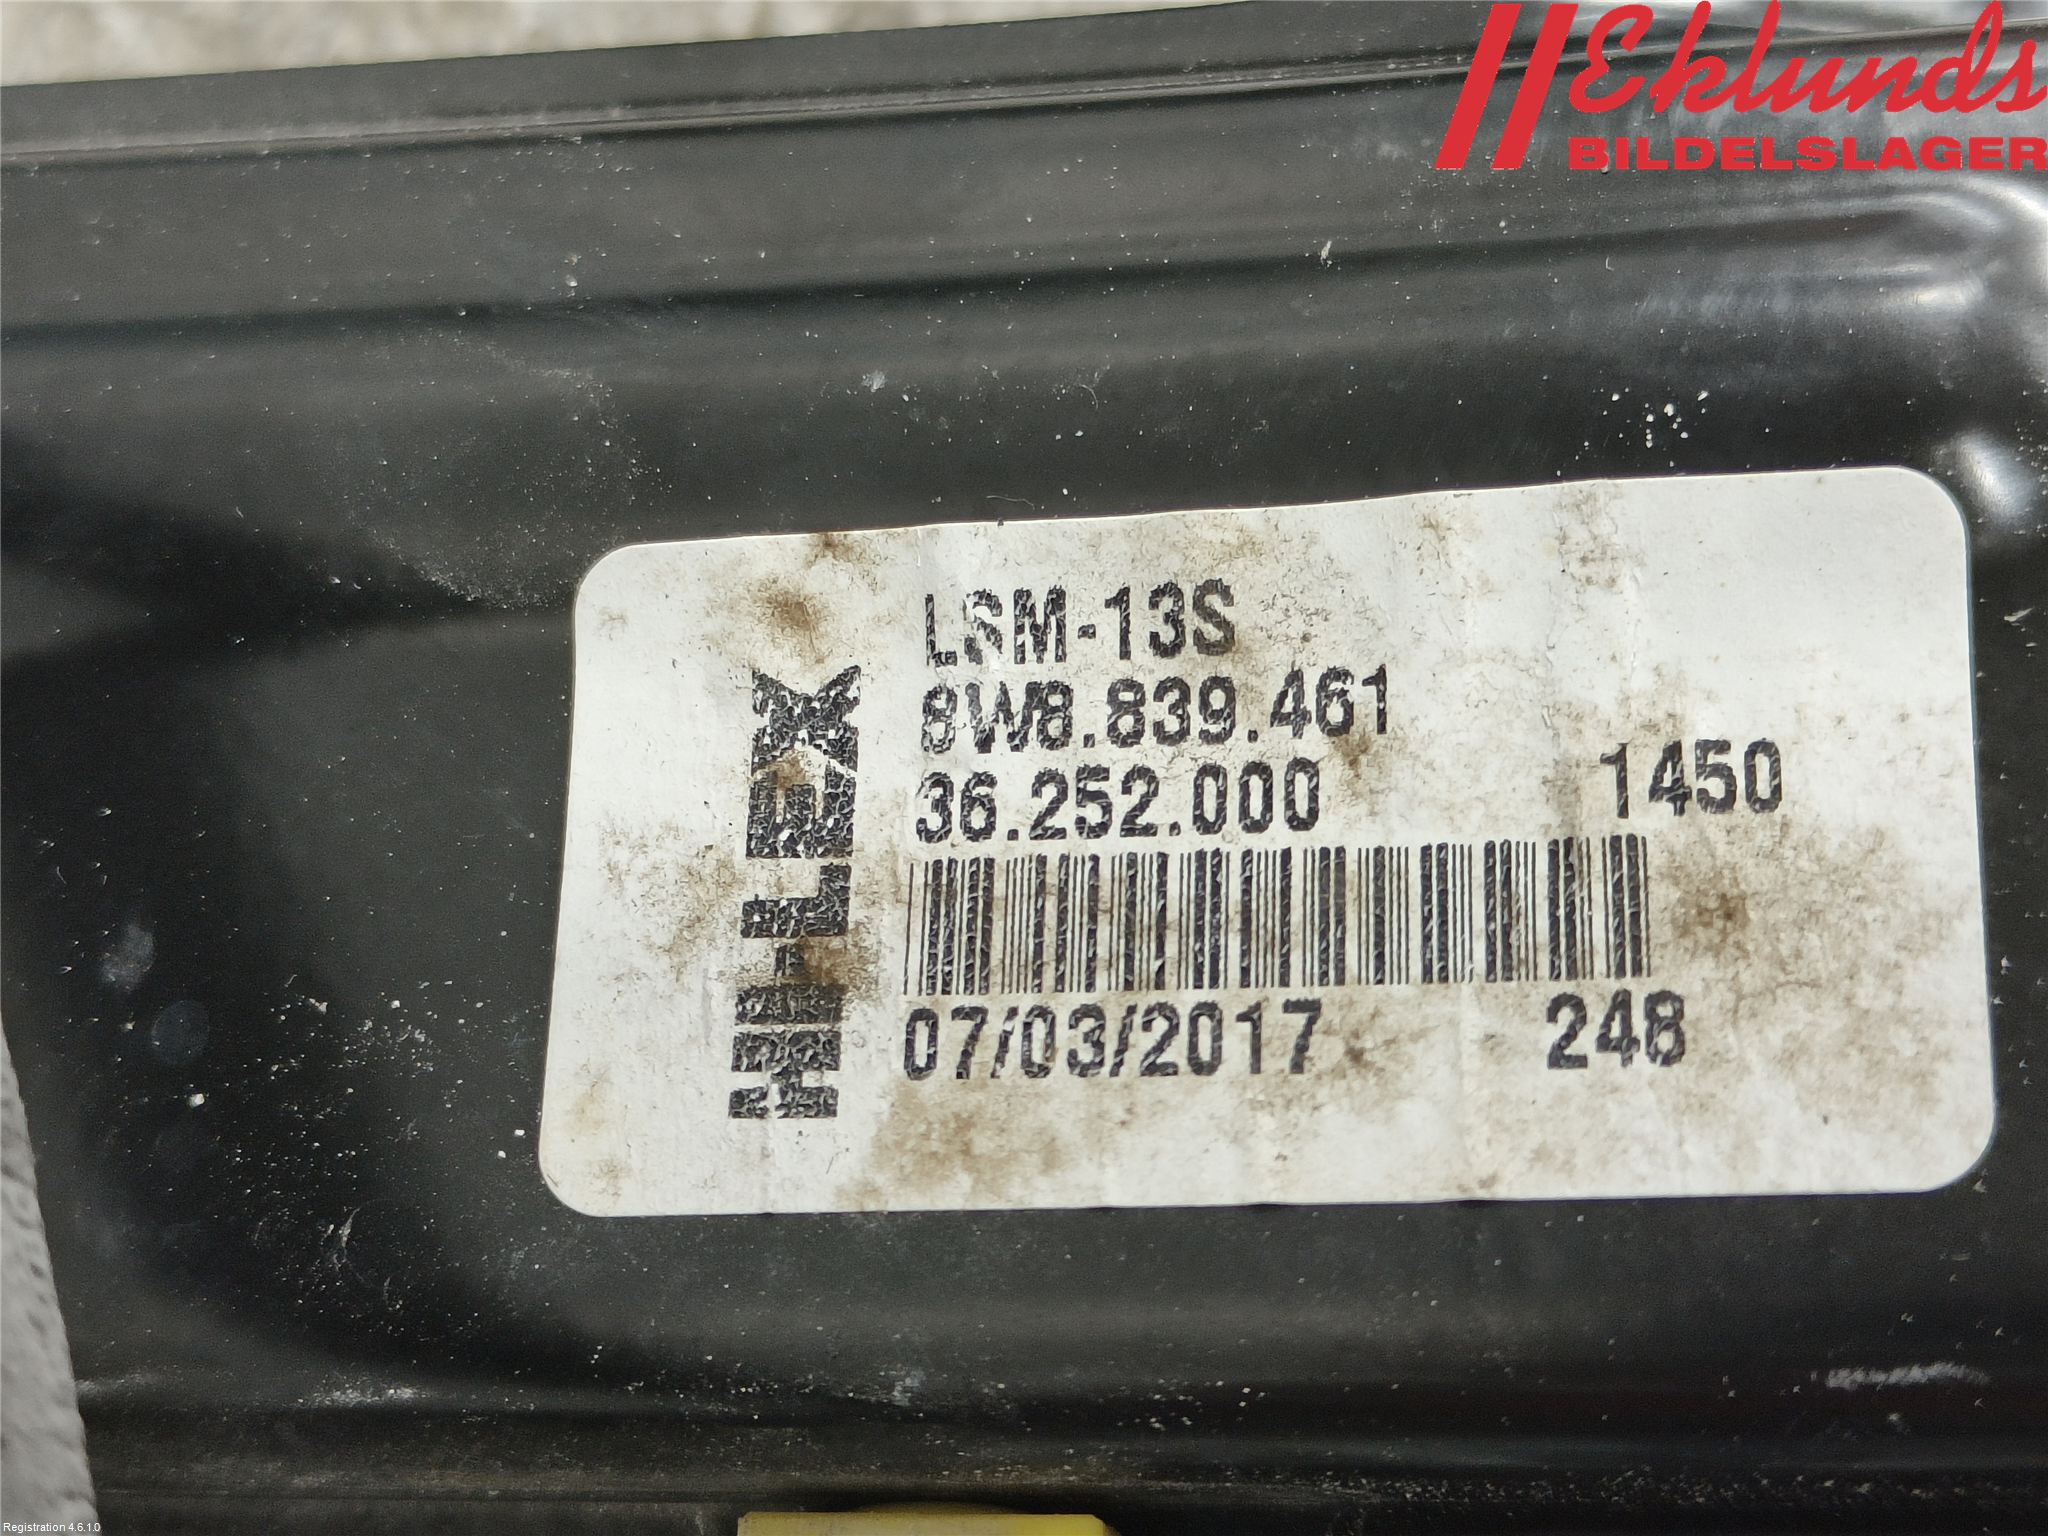 Eklunds
BILDELSLAGER
HI-LEX
LSM-13S
8W8.839.461
36.252.000 1450
07/03/2017 248
Registration 4.6.1.0